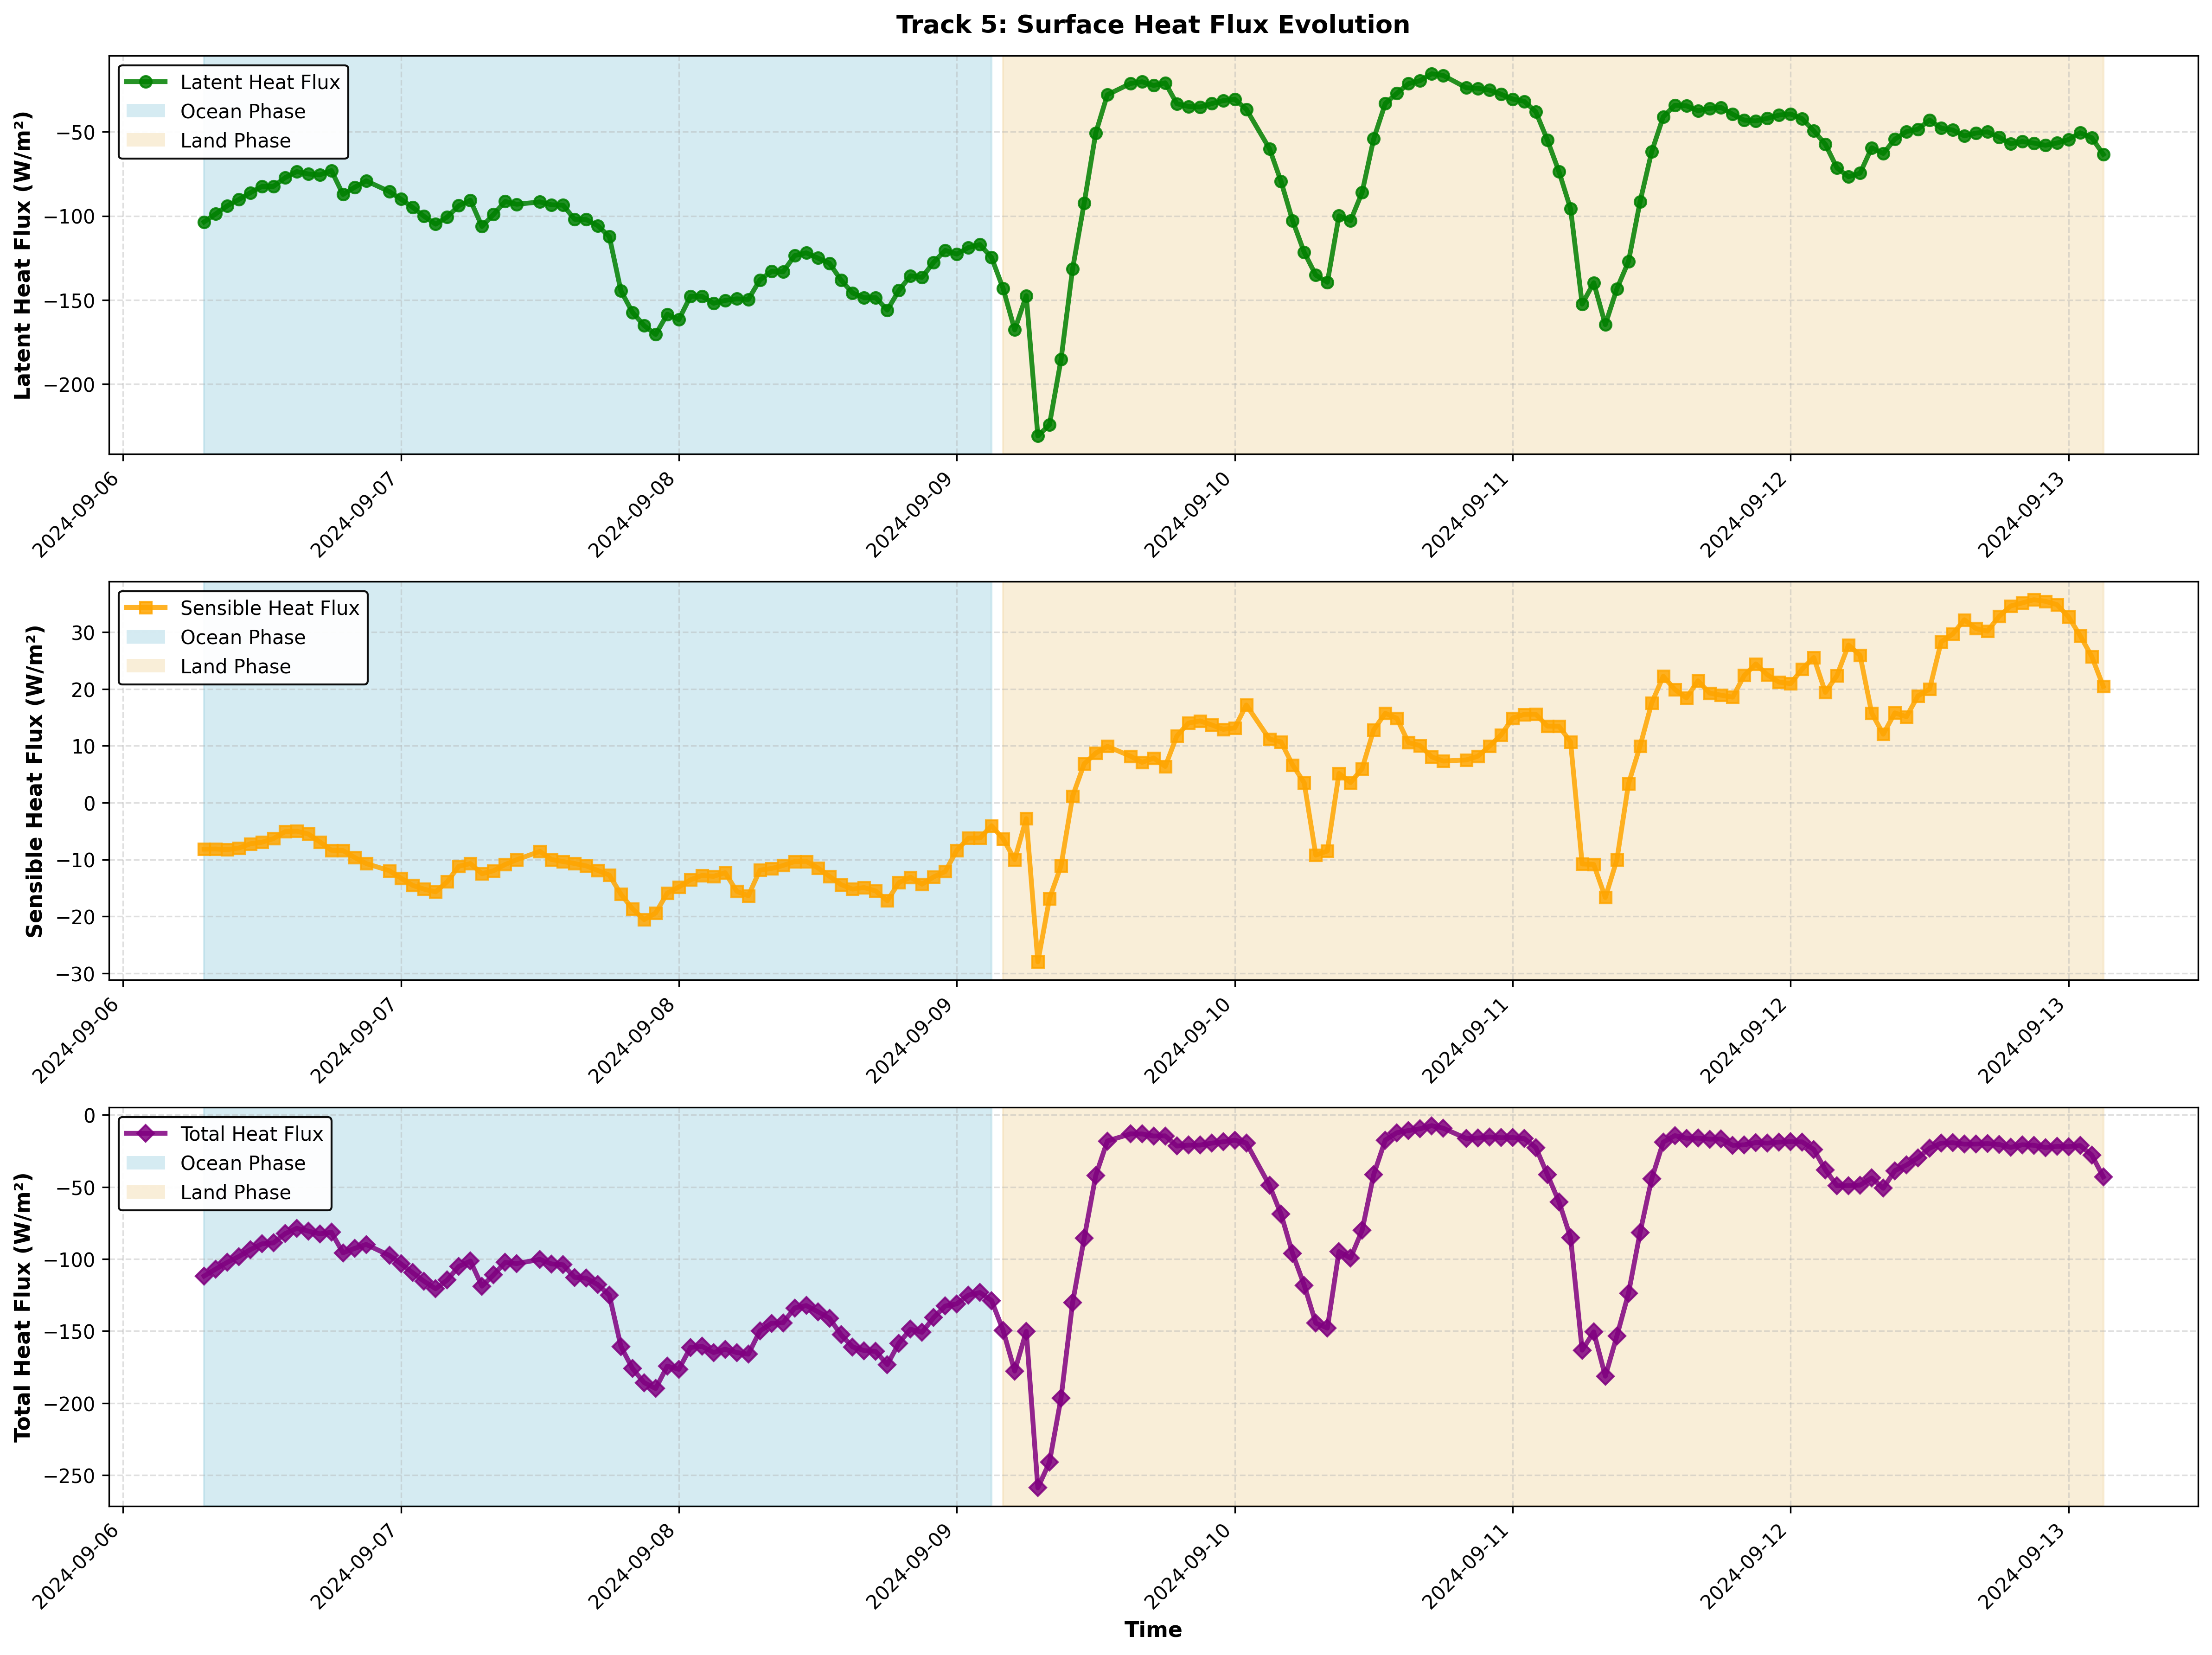 Track 5: Surface Heat Flux Evolution
Latent Heat Flux (W/m²)
Latent Heat Flux
Ocean Phase
Land Phase
−50
−100
−150
−200
2024-09-06
2024-09-07
2024-09-08
2024-09-09
2024-09-10
2024-09-11
2024-09-12
2024-09-13
Sensible Heat Flux (W/m²)
Sensible Heat Flux
Ocean Phase
Land Phase
30
20
10
0
−10
−20
−30
2024-09-06
2024-09-07
2024-09-08
2024-09-09
2024-09-10
2024-09-11
2024-09-12
2024-09-13
Total Heat Flux (W/m²)
Total Heat Flux
Ocean Phase
Land Phase
0
−50
−100
−150
−200
−250
2024-09-06
2024-09-07
2024-09-08
2024-09-09
2024-09-10
2024-09-11
2024-09-12
2024-09-13
Time